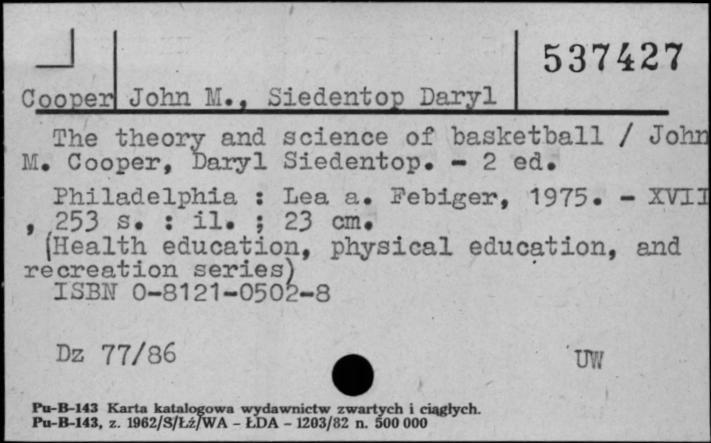 537427
Cooper John M., Siedentop Daryl
The theory and science of basketball / John
M. Cooper, Daryl Siedentop. - 2 ed.
Philadelphia : Lea a. Febiger, 1975. - XVII
, 253 s. : il. ; 23 cm.
(Health education, physical education, and
recreation series)
ISBN 0-8121-0502-8
Dz 77/86 UW
Pu-B-143 Karta katalogowa wydawnictw zwartych i ciągłych.
Pu-B-143, z. 1962/S/Łż/WA - ŁDA - 1203/82 n. 500 000